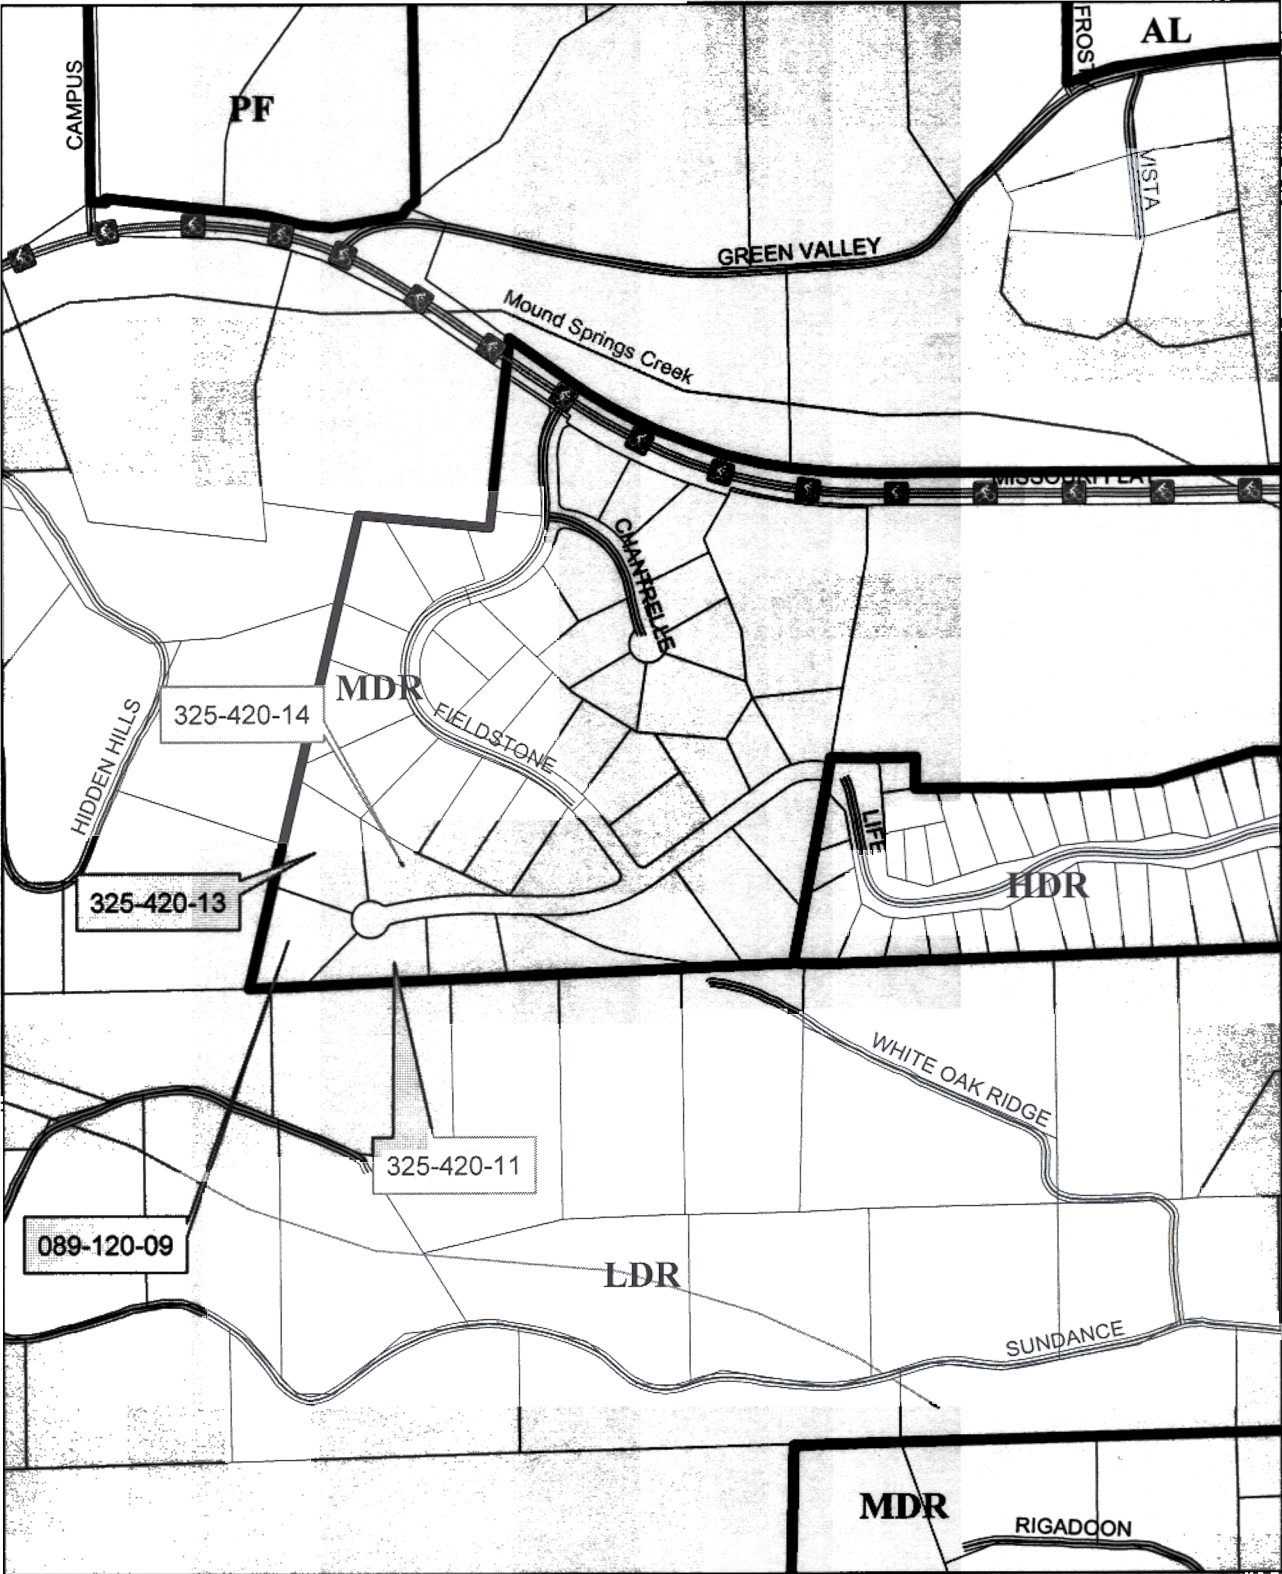 FROST
AL
CAMPUS
PF
VISTA
GREEN VALLEY
Mound Springs Creek
MISSOURI FLAT
CHANTRELLE
MDR
325-420-14
FIELDSTONE
HIDDEN HILLS
LIFE
HDR
325-420-13
WHITE OAK RIDGE
325-420-11
089-120-09
LDR
SUNDANCE
MDR
RIGADOON